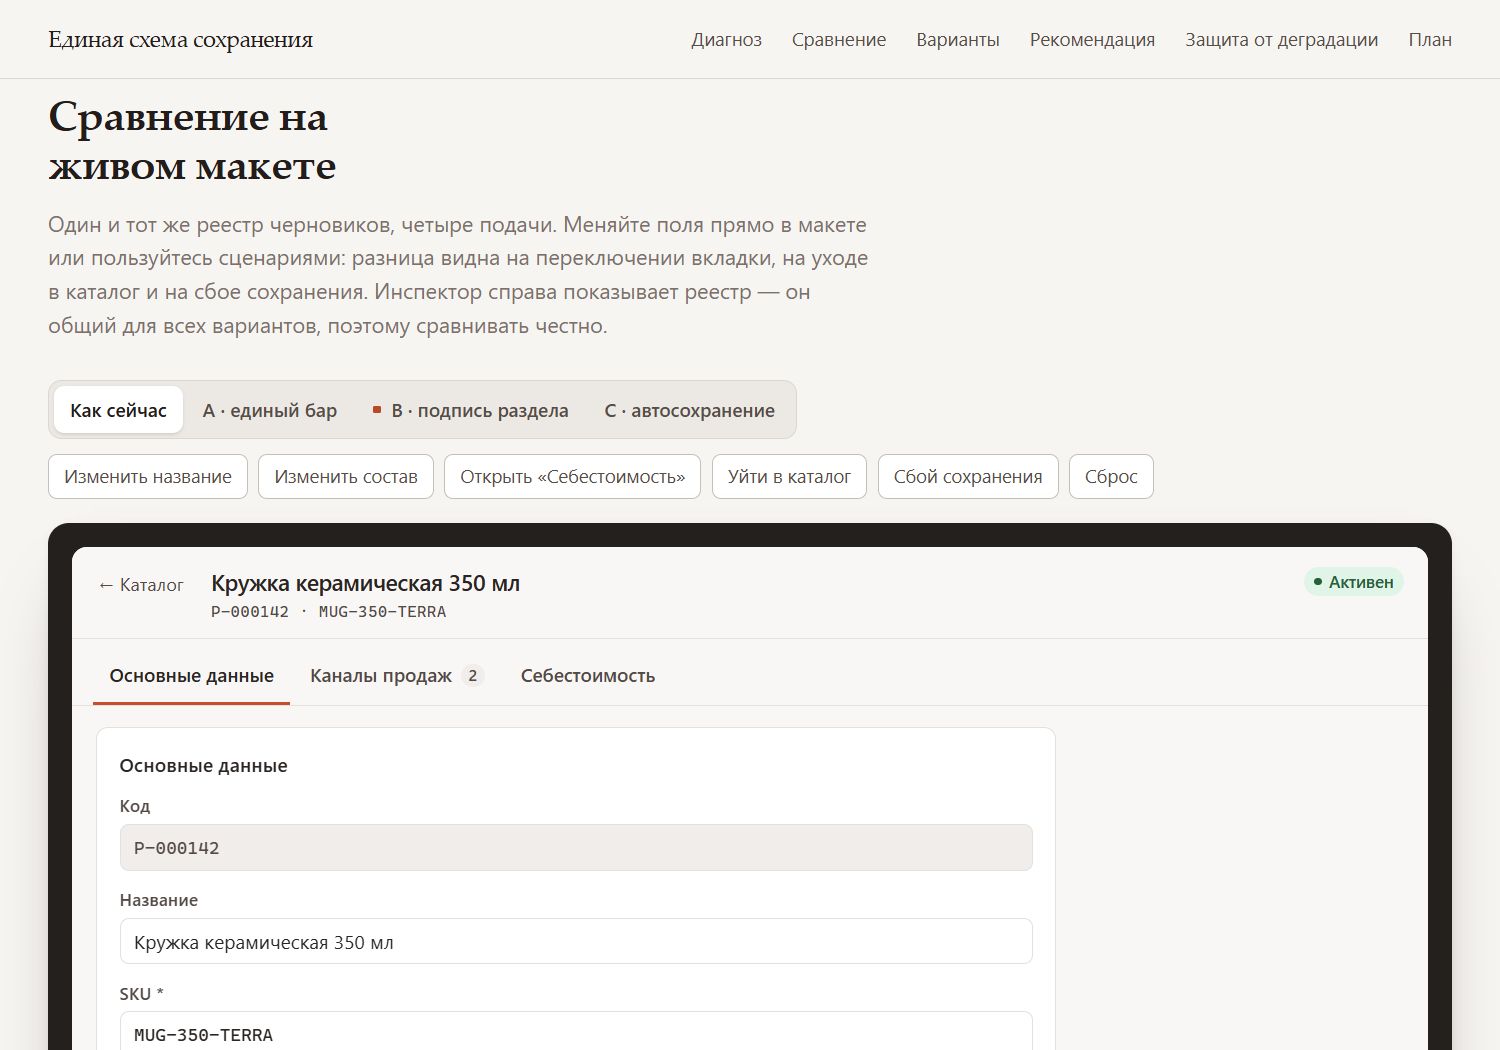 Единая схема сохранения
Диагноз Сравнение Варианты Рекомендация Защита от деградации План
Сравнение на
живом макете
Один и тот же реестр черновиков, четыре подачи. Меняйте поля прямо в макете
или пользуйтесь сценариями: разница видна на переключении вкладки, на уходе
в каталог и на сбое сохранения. Инспектор справа показывает реестр — он
общий для всех вариантов, поэтому сравнивать честно.
Как сейчас A · единый бар B · подпись раздела C · автосохранение
Изменить название Изменить состав Открыть «Себестоимость» Уйти в каталог Сбой сохранения Сброс
← Каталог Кружка керамическая 350 мл Активен
P-000142 · MUG-350-TERRA
Основные данные Каналы продаж 2 Себестоимость
Основные данные
Код
P-000142
Название
Кружка керамическая 350 мл
SKU *
MUG-350-TERRA